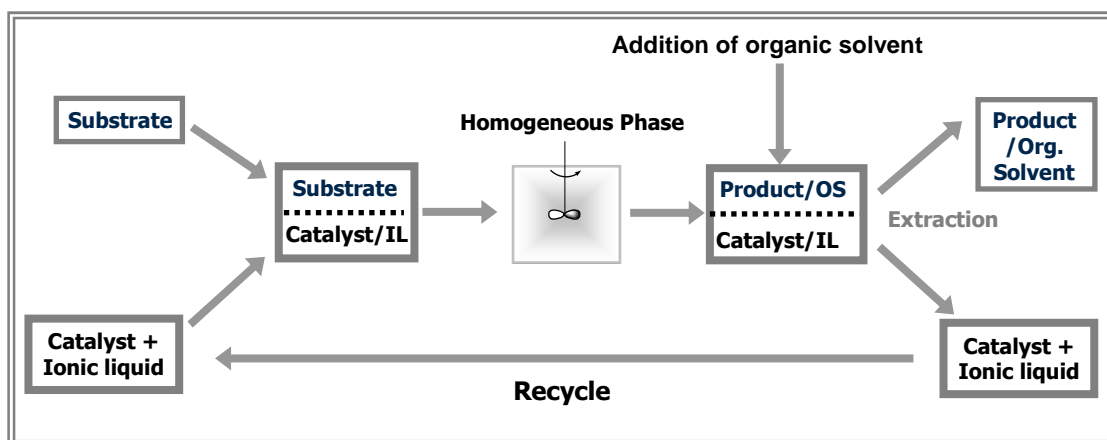 Addition of organic solvent
Substrate
Homogeneous Phase
Product
/Org.
Solvent
Substrate
Catalyst/IL
Product/OS
Catalyst/IL
Extraction
Catalyst +
Ionic liquid
Catalyst +
Ionic liquid
Recycle